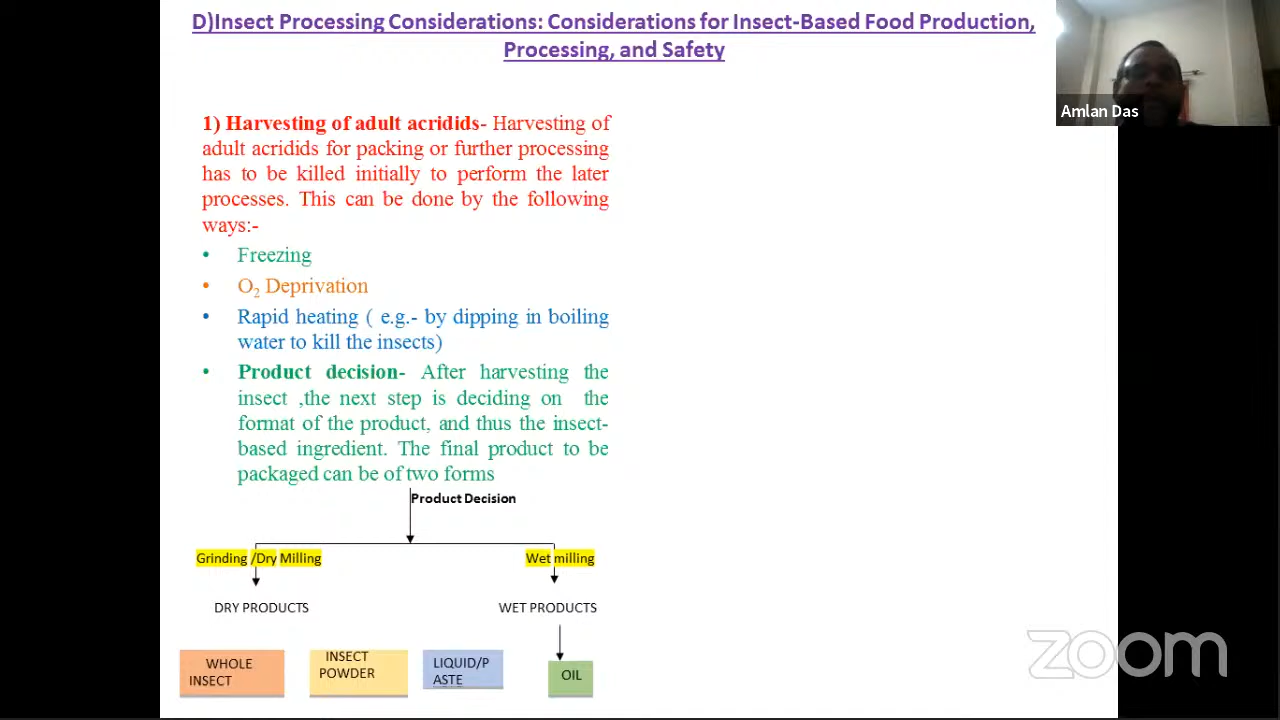 D)Insect Processing Considerations: Considerations for Insect-Based Food Production,
Processing, and Safety
Amlan Das
1) Harvesting of adult acridids- Harvesting of
adult acridids for packing or further processing
has to be killed initially to perform the later
processes. This can be done by the following
ways:-
• Freezing
• O2 Deprivation
• Rapid heating ( e.g.- by dipping in boiling
water to kill the insects)
• Product decision- After harvesting the
insect ,the next step is deciding on the
format of the product, and thus the insect-
based ingredient. The final product to be
packaged can be of two forms
Product Decision
Grinding /Dry Milling
Wet milling
DRY PRODUCTS
WET PRODUCTS
WHOLE
INSECT
INSECT
POWDER
LIQUID/P
ASTE
OIL
zoom